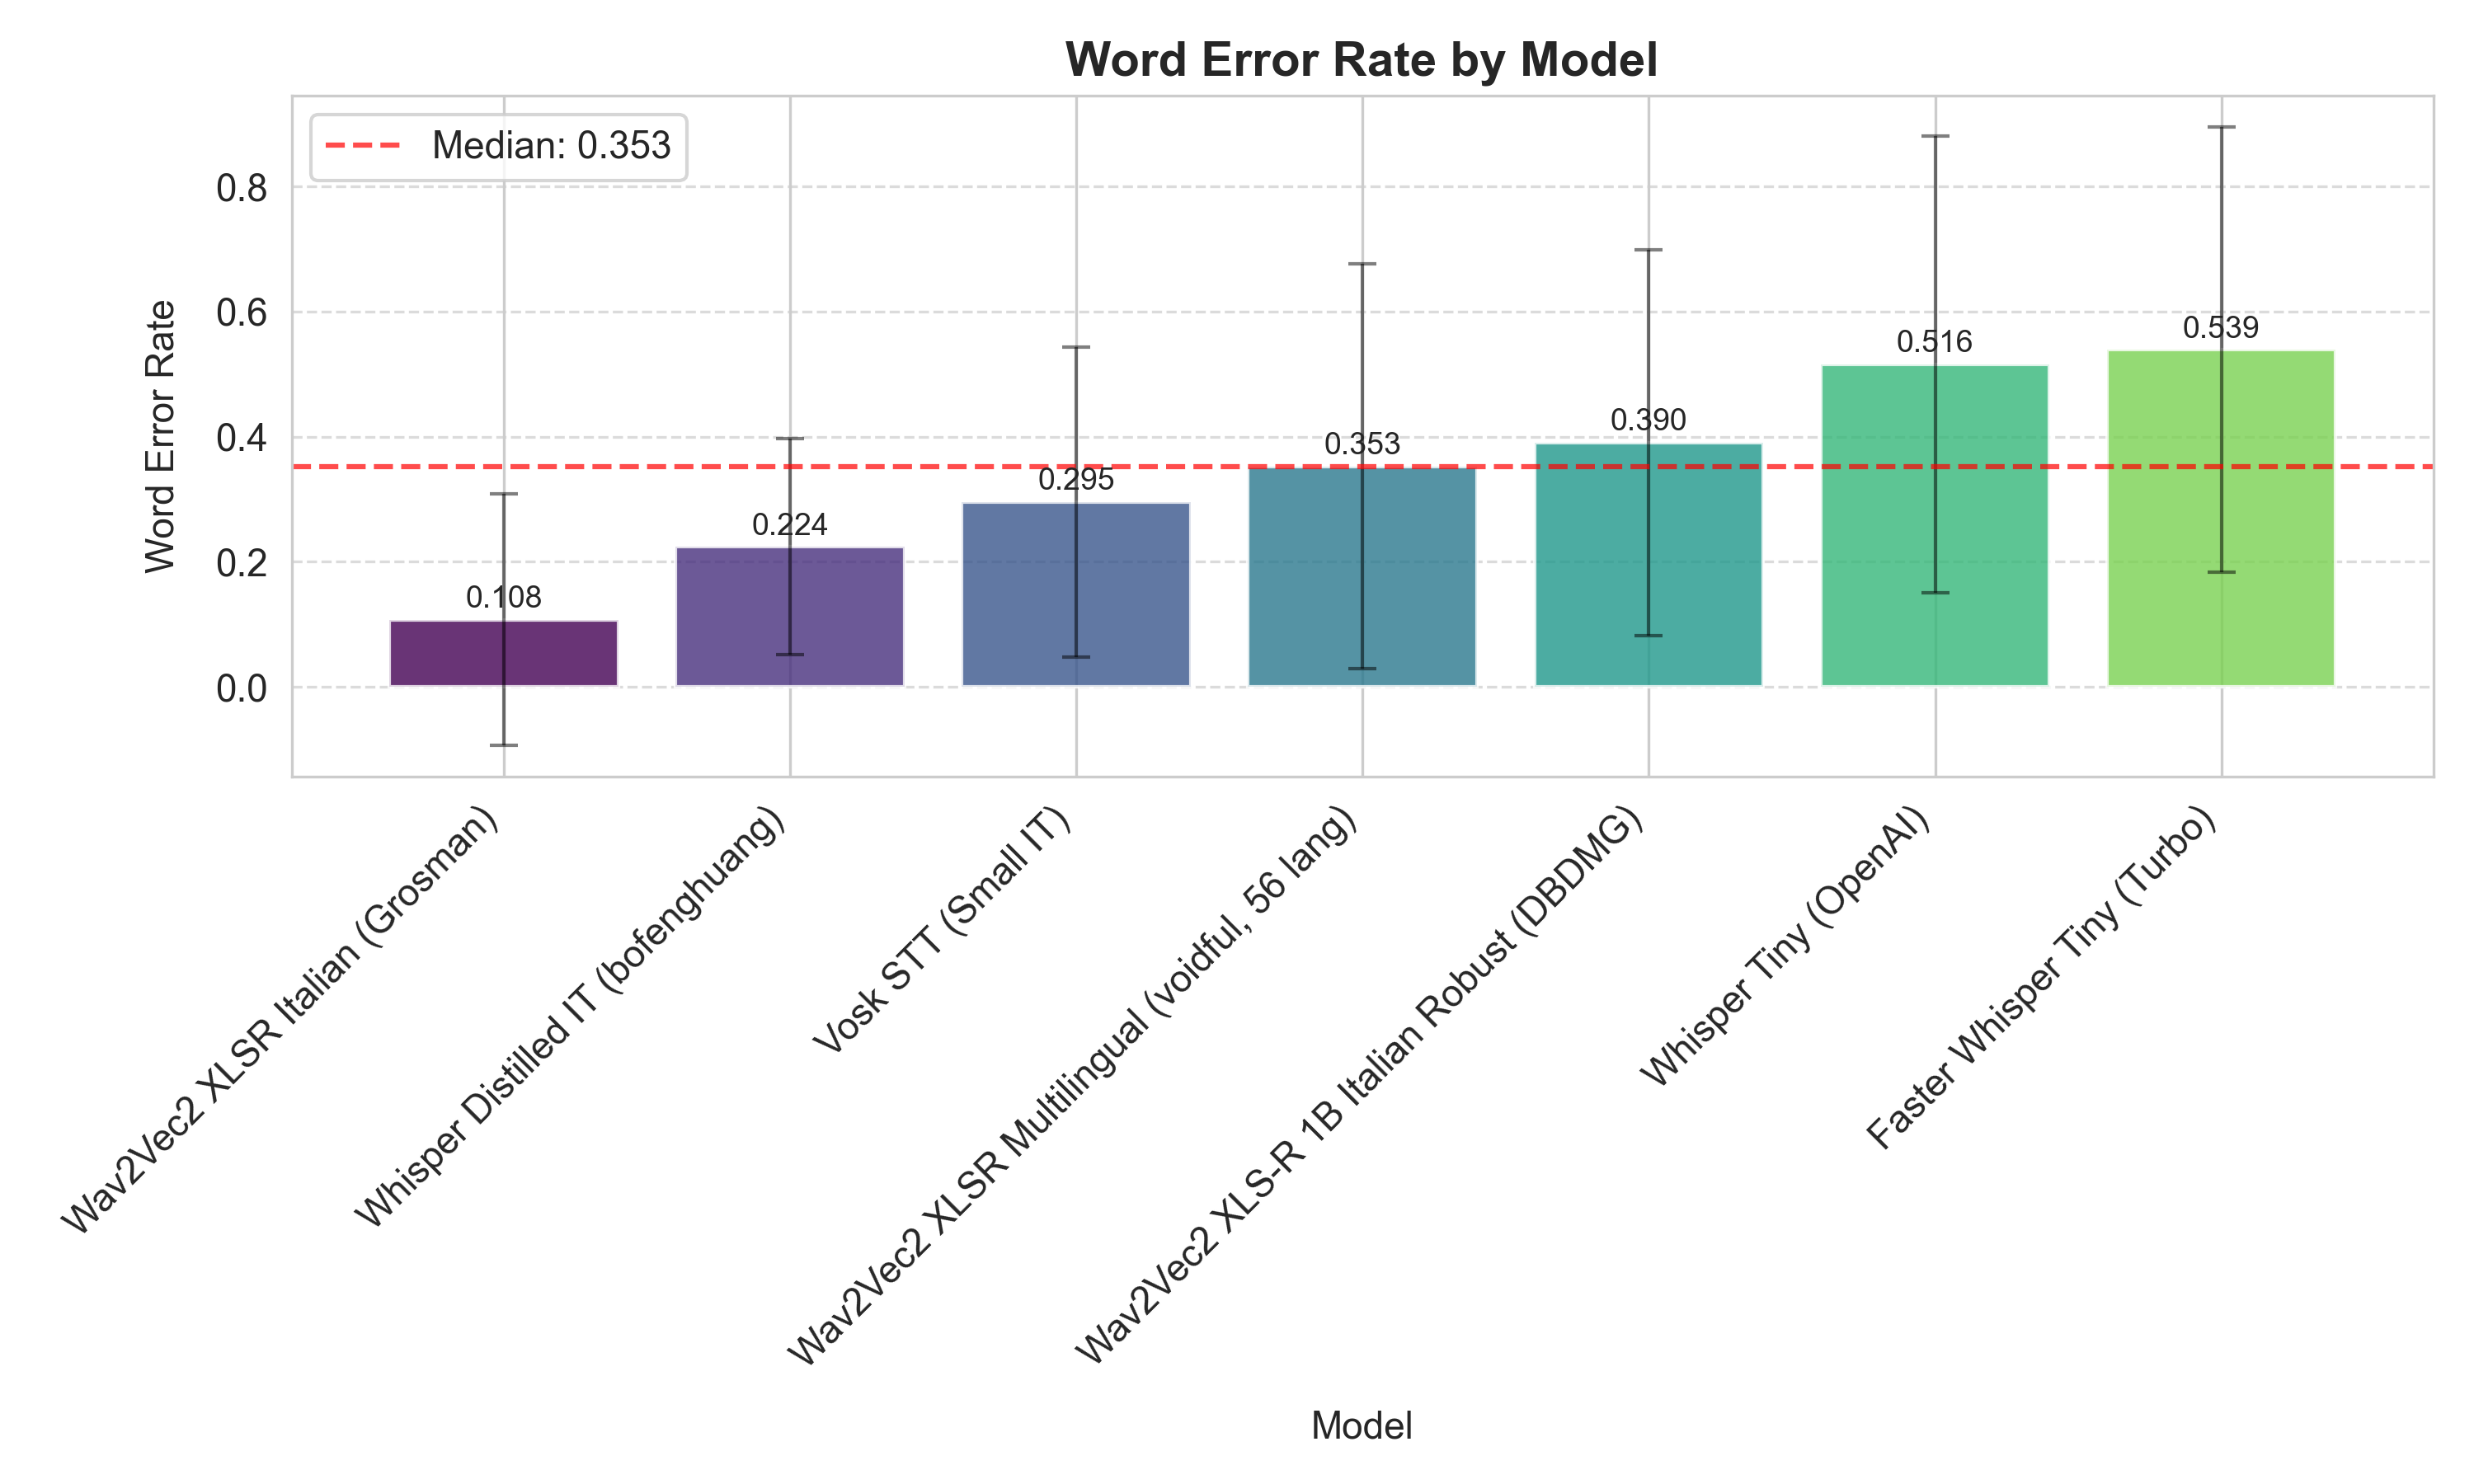 Word Error Rate by Model
Median: 0.353
Word Error Rate
0.8
0.6
0.4
0.2
0.0
0.108
0.224
0.295
0.353
0.390
0.516
0.539
Wav2Vec2 XLSR Italian (Grosman)
Whisper Distilled IT (bofenghuang)
Vosk STT (Small IT)
Wav2Vec2 XLSR Multilingual (voidful, 56 lang)
Wav2Vec2 XLS-R 1B Italian Robust (DBDMG)
Whisper Tiny (OpenAI)
Faster Whisper Tiny (Turbo)
Model